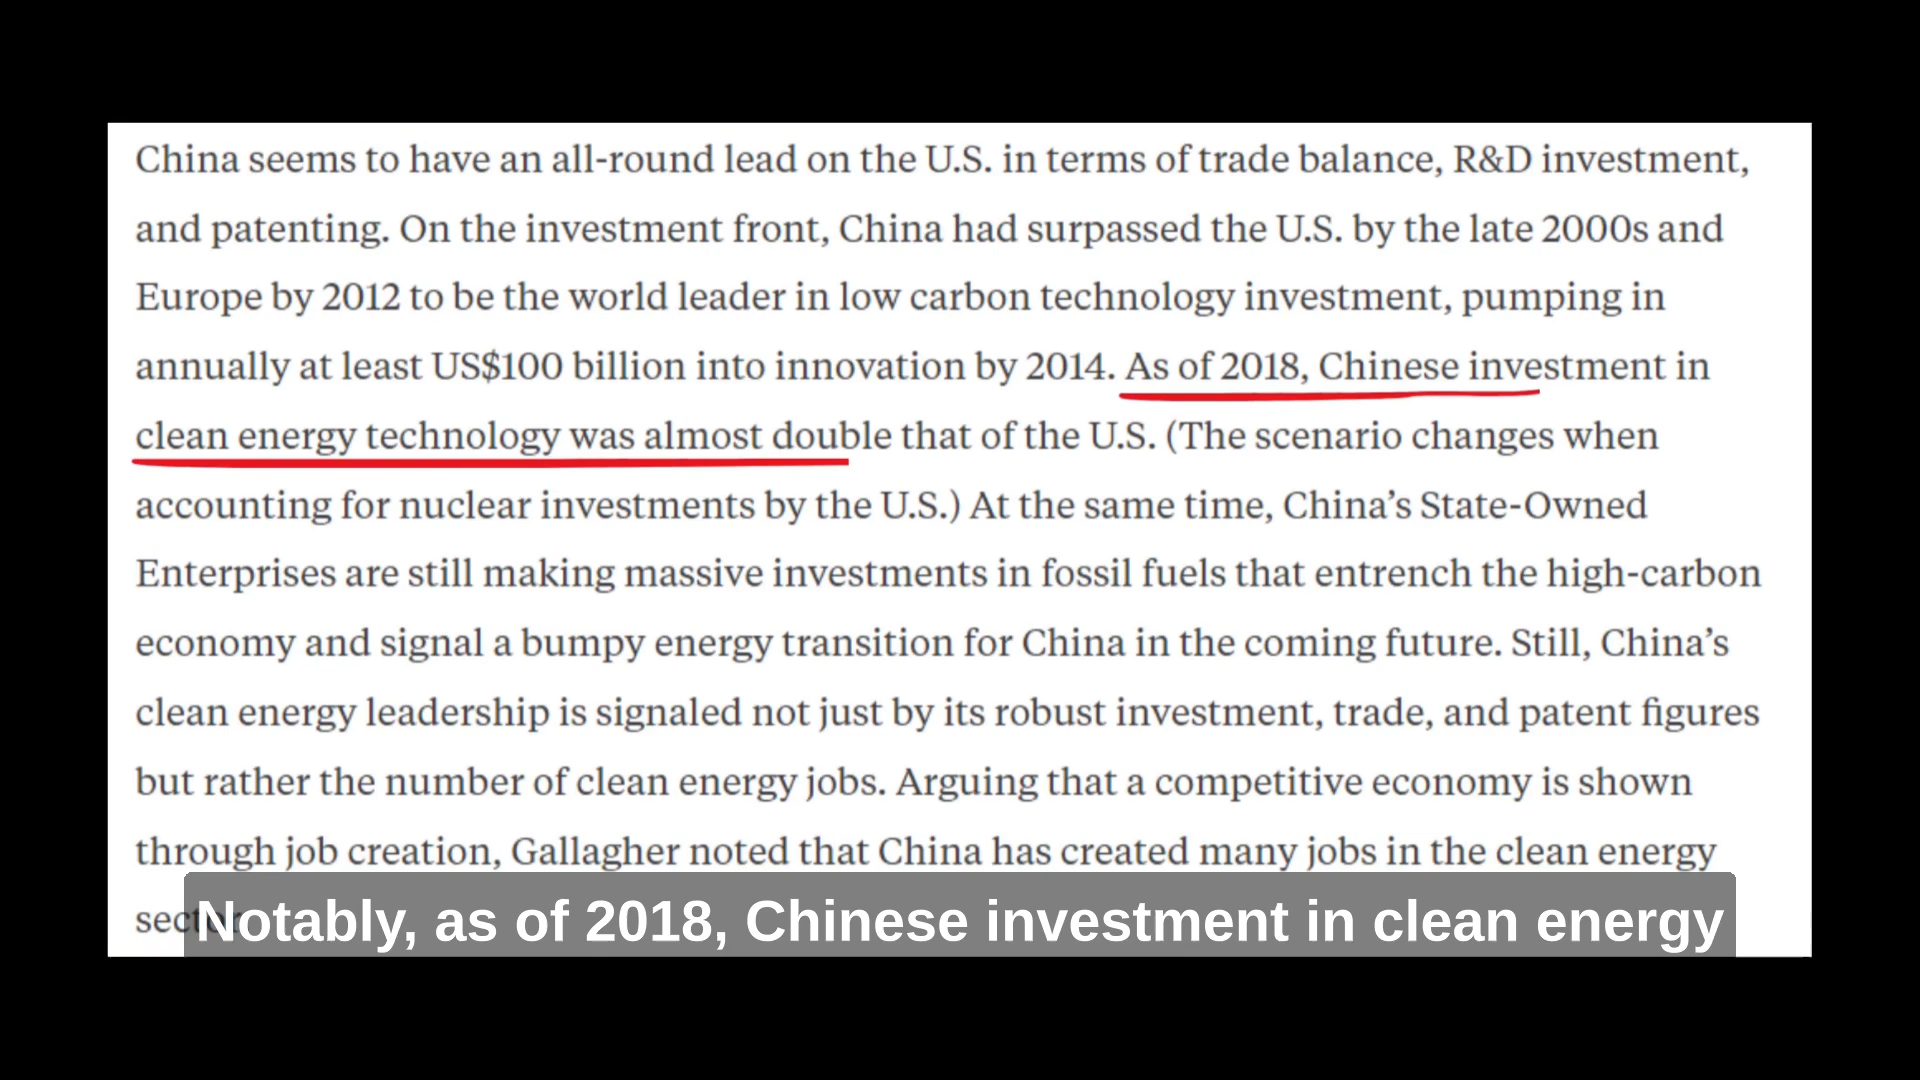 China seems to have an all-round lead on the U.S. in terms of trade balance, R&D investment,
and patenting. On the investment front, China had surpassed the U.S. by the late 2000s and
Europe by 2012 to be the world leader in low carbon technology investment, pumping in
annually at least US$100 billion into innovation by 2014. As of 2018, Chinese investment in
clean energy technology was almost double that of the U.S. (The scenario changes when
accounting for nuclear investments by the U.S.) At the same time, China’s State-Owned
Enterprises are still making massive investments in fossil fuels that entrench the high-carbon
economy and signal a bumpy energy transition for China in the coming future. Still, China’s
clean energy leadership is signaled not just by its robust investment, trade, and patent figures
but rather the number of clean energy jobs. Arguing that a competitive economy is shown
through job creation, Gallagher noted that China has created many jobs in the clean energy
Notably, as of 2018, Chinese investment in clean energy